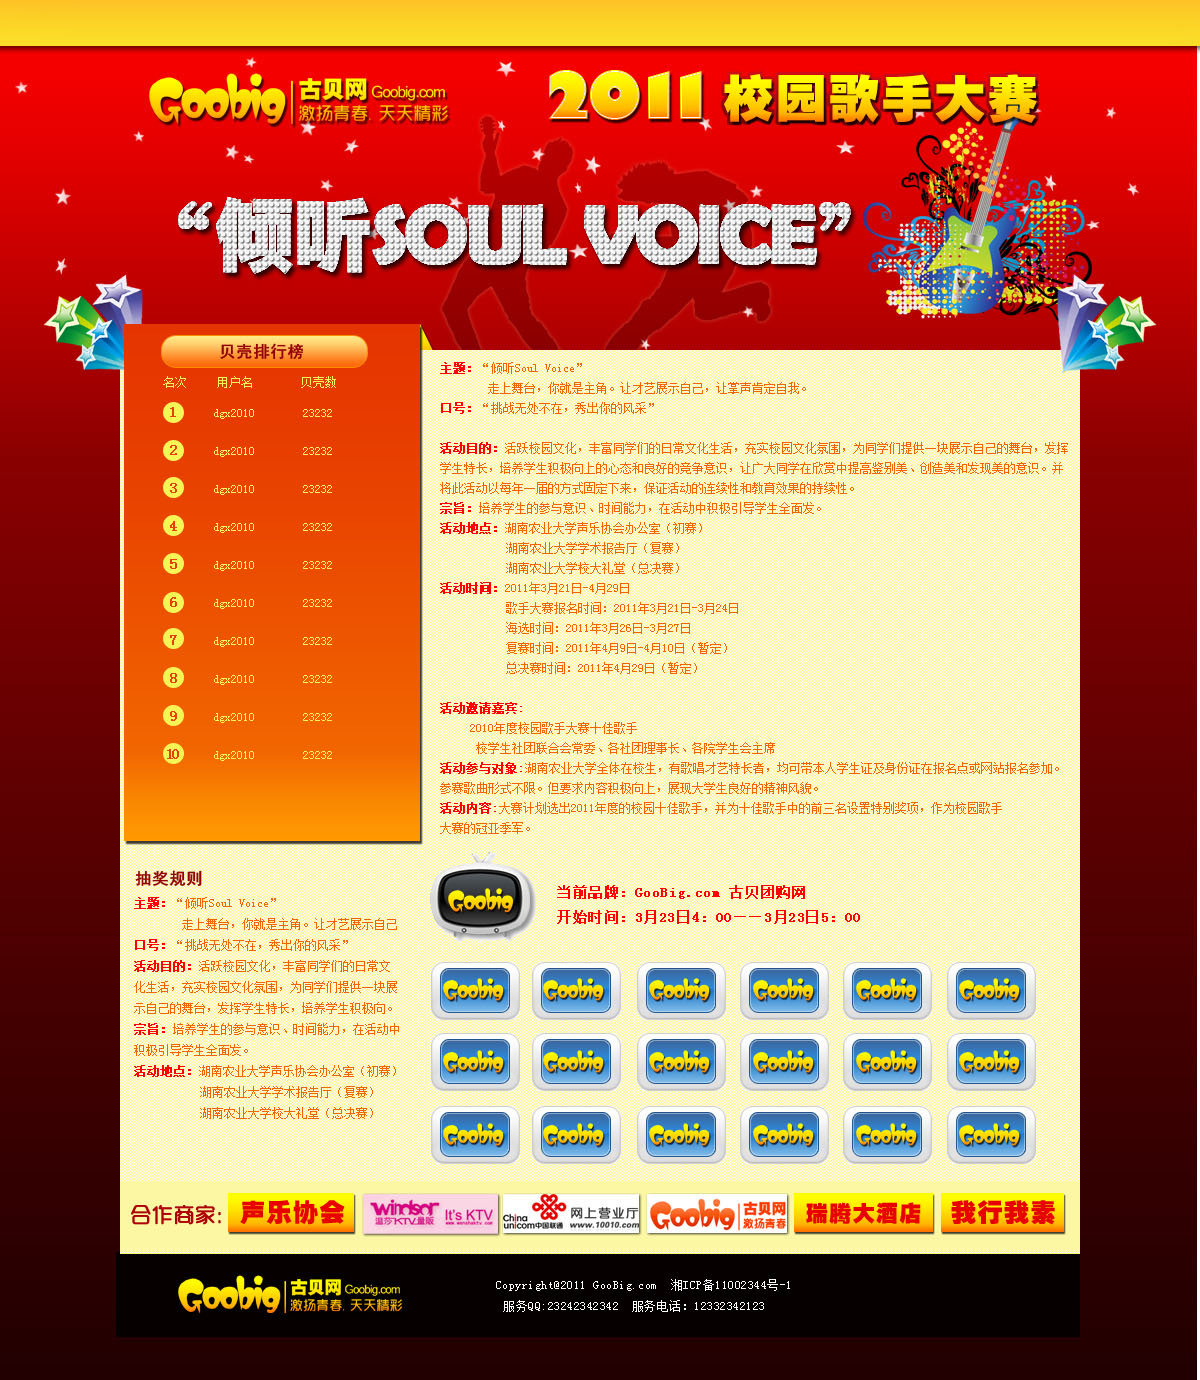 Goobig 古贝网 Goobig.com
激扬青春. 天天精彩
2011 校园歌手大赛
“倾听SOUL VOICE”
贝壳排行榜
名次 用户名 贝壳数
1 dgx2010 23232
2 dgx2010 23232
3 dgx2010 23232
4 dgx2010 23232
5 dgx2010 23232
6 dgx2010 23232
7 dgx2010 23232
8 dgx2010 23232
9 dgx2010 23232
10 dgx2010 23232
主题：“倾听Soul Voice”
走上舞台，你就是主角。让才艺展示自己，让掌声肯定自我。
口号：“挑战无处不在，秀出你的风采”
活动目的：活跃校园文化，丰富同学们的日常文化生活，充实校园文化氛围，为同学们提供一块展示自己的舞台，发挥
学生特长，培养学生积极向上的心态和良好的竞争意识，让广大同学在欣赏中提高鉴别美、创造美和发现美的意识。并
将此活动以每年一届的方式固定下来，保证活动的连续性和教育效果的持续性。
宗旨：培养学生的参与意识、时间能力，在活动中积极引导学生全面发。
活动地点：湖南农业大学声乐协会办公室（初赛）
湖南农业大学学术报告厅（复赛）
湖南农业大学校大礼堂（总决赛）
活动时间：2011年3月21日-4月29日
歌手大赛报名时间：2011年3月21日-3月24日
海选时间：2011年3月26日-3月27日
复赛时间：2011年4月9日-4月10日（暂定）
总决赛时间：2011年4月29日（暂定）
活动邀请嘉宾：
2010年度校园歌手大赛十佳歌手
校学生社团联合会常委、各社团理事长、各院学生会主席
活动参与对象:湖南农业大学全体在校生，有歌唱才艺特长者，均可带本人学生证及身份证在报名点或网站报名参加。
参赛歌曲形式不限。但要求内容积极向上，展现大学生良好的精神风貌。
活动内容:大赛计划选出2011年度的校园十佳歌手，并为十佳歌手中的前三名设置特别奖项，作为校园歌手
大赛的冠亚季军。
抽奖规则
主题：“倾听Soul Voice”
走上舞台，你就是主角。让才艺展示自己
口号：“挑战无处不在，秀出你的风采”
活动目的：活跃校园文化，丰富同学们的日常文
化生活，充实校园文化氛围，为同学们提供一块展
示自己的舞台，发挥学生特长，培养学生积极向。
宗旨：培养学生的参与意识、时间能力，在活动中
积极引导学生全面发。
活动地点：湖南农业大学声乐协会办公室（初赛）
湖南农业大学学术报告厅（复赛）
湖南农业大学校大礼堂（总决赛）
Goobig
当前品牌：GooBig.com 古贝团购网
开始时间：3月23日4：00－－3月23日5：00
Goobig Goobig Goobig Goobig Goobig Goobig
Goobig Goobig Goobig Goobig Goobig Goobig
Goobig Goobig Goobig Goobig Goobig Goobig
合作商家:
声乐协会
windsor 温莎KTV量贩 It's KTV www.wenshaktv.com
China unicom中国联通 网上营业厅 www.10010.com
Goobig 古贝网 激扬青春
瑞腾大酒店
我行我素
Goobig 古贝网 Goobig.com
激扬青春. 天天精彩
Copyright@2011 GooBig.com 湘ICP备11002344号-1
服务QQ:23242342342 服务电话：12332342123